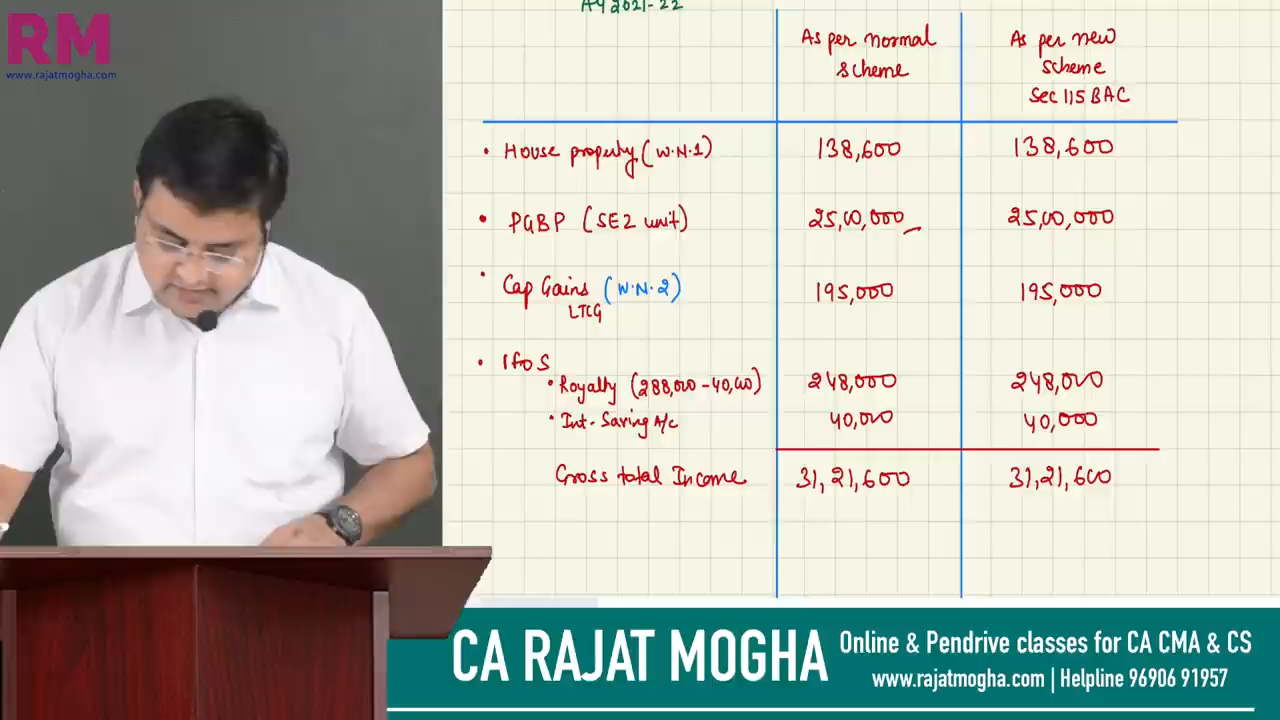 RM
www.rajatmogha.com
AY 2021-22
As per normal scheme
As per new scheme Sec 115 BAC
• House property (W.N.1) 138,600 138,600
• PGBP (SEZ unit) 25,00,000 25,00,000
• Cap Gains (W.N.2) 195,000 195,000
LTCG
• IFOS
• Royalty (288,000-40,000) 248,000 248,000
• Int- Saving A/c 40,000 40,000
Gross total Income 31,21,600 31,21,600
CA RAJAT MOGHA
Online & Pendrive classes for CA CMA & CS
www.rajatmogha.com | Helpline 96906 91957